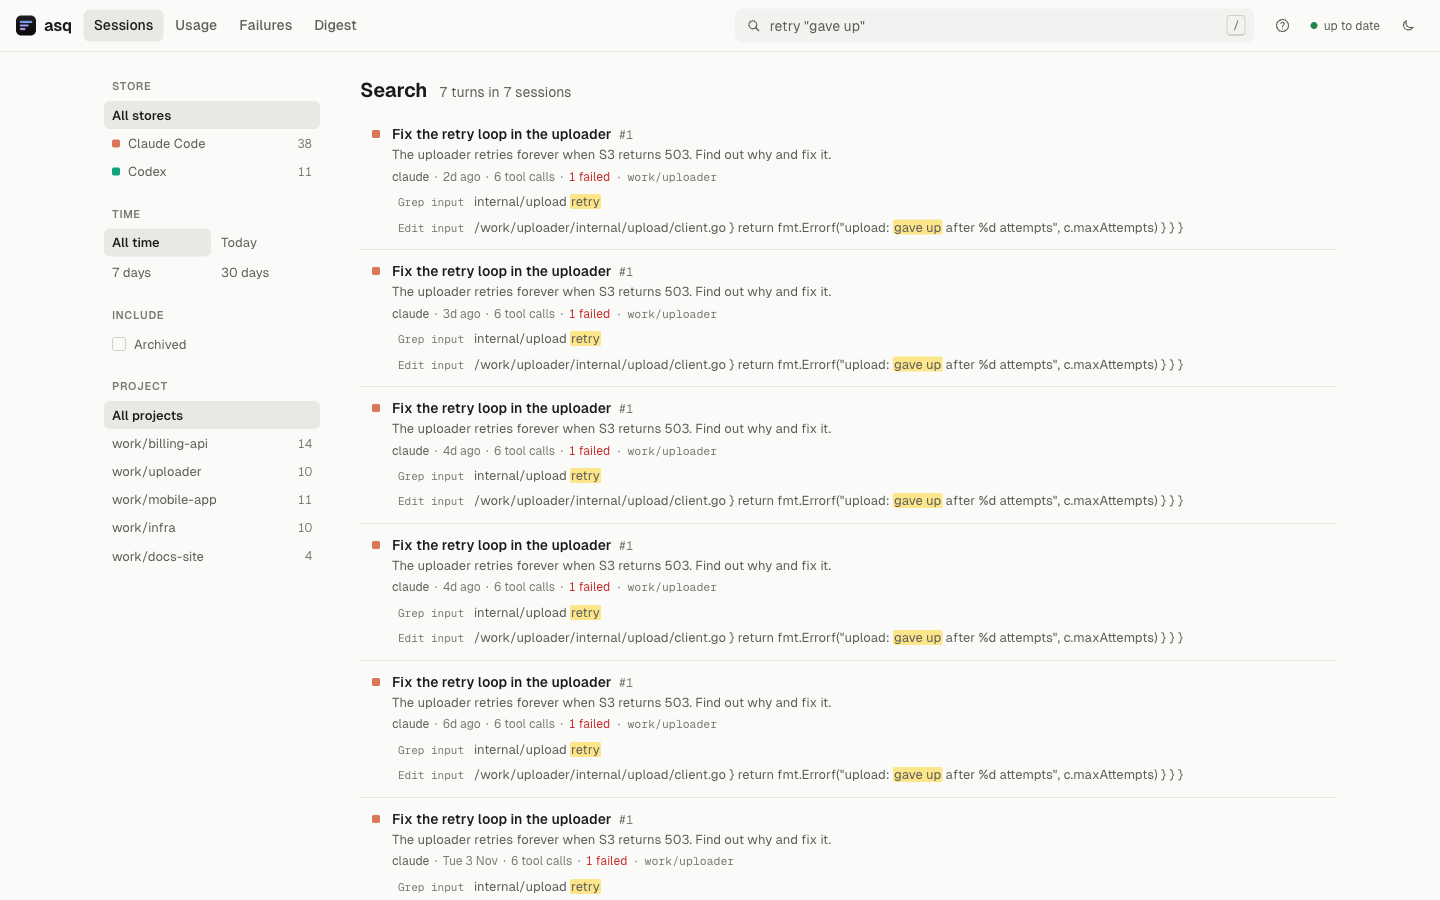 asq Sessions Usage Failures Digest retry "gave up" / up to date
STORE
All stores
Claude Code 38
Codex 11
TIME
All time Today
7 days 30 days
INCLUDE
Archived
PROJECT
All projects
work/billing-api 14
work/uploader 10
work/mobile-app 11
work/infra 10
work/docs-site 4
Search 7 turns in 7 sessions
Fix the retry loop in the uploader #1
The uploader retries forever when S3 returns 503. Find out why and fix it.
claude · 2d ago · 6 tool calls · 1 failed · work/uploader
Grep input internal/upload retry
Edit input /work/uploader/internal/upload/client.go } return fmt.Errorf("upload: gave up after %d attempts", c.maxAttempts) } } }
Fix the retry loop in the uploader #1
The uploader retries forever when S3 returns 503. Find out why and fix it.
claude · 3d ago · 6 tool calls · 1 failed · work/uploader
Grep input internal/upload retry
Edit input /work/uploader/internal/upload/client.go } return fmt.Errorf("upload: gave up after %d attempts", c.maxAttempts) } } }
Fix the retry loop in the uploader #1
The uploader retries forever when S3 returns 503. Find out why and fix it.
claude · 4d ago · 6 tool calls · 1 failed · work/uploader
Grep input internal/upload retry
Edit input /work/uploader/internal/upload/client.go } return fmt.Errorf("upload: gave up after %d attempts", c.maxAttempts) } } }
Fix the retry loop in the uploader #1
The uploader retries forever when S3 returns 503. Find out why and fix it.
claude · 4d ago · 6 tool calls · 1 failed · work/uploader
Grep input internal/upload retry
Edit input /work/uploader/internal/upload/client.go } return fmt.Errorf("upload: gave up after %d attempts", c.maxAttempts) } } }
Fix the retry loop in the uploader #1
The uploader retries forever when S3 returns 503. Find out why and fix it.
claude · 6d ago · 6 tool calls · 1 failed · work/uploader
Grep input internal/upload retry
Edit input /work/uploader/internal/upload/client.go } return fmt.Errorf("upload: gave up after %d attempts", c.maxAttempts) } } }
Fix the retry loop in the uploader #1
The uploader retries forever when S3 returns 503. Find out why and fix it.
claude · Tue 3 Nov · 6 tool calls · 1 failed · work/uploader
Grep input internal/upload retry